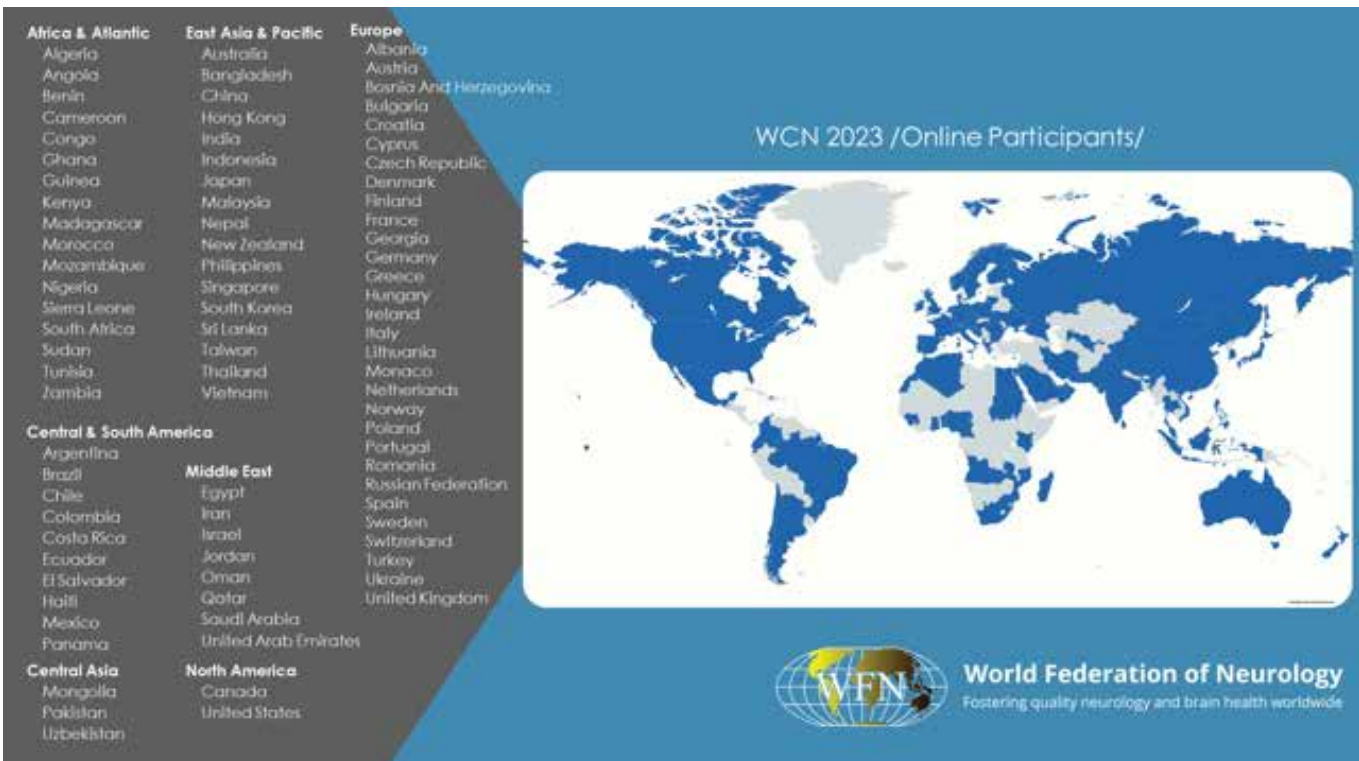 Africa & Atlantic
Algeria
Angola
Benin
Cameroon
Congo
Ghana
Guinea
Kenya
Madagascar
Morocco
Mozambique
Nigeria
Sierra Leone
South Africa
Sudan
Tunisia
Zambia
Central & South America
Argentina
Brazil
Chile
Colombia
Costa Rica
Ecuador
El Salvador
Haiti
Mexico
Panama
Central Asia
Mongolia
Pakistan
Uzbekistan
East Asia & Pacific
Australia
Bangladesh
China
Hong Kong
India
Indonesia
Japan
Malaysia
Nepal
New Zealand
Philippines
Singapore
South Korea
Sri Lanka
Taiwan
Thailand
Vietnam
Middle East
Egypt
Iran
Israel
Jordan
Oman
Qatar
Saudi Arabia
United Arab Emirates
North America
Canada
United States
Europe
Albania
Austria
Bosnia And Herzegovina
Bulgaria
Croatia
Cyprus
Czech Republic
Denmark
Finland
France
Georgia
Germany
Greece
Hungary
Ireland
Italy
Lithuania
Monaco
Netherlands
Norway
Poland
Portugal
Romania
Russian Federation
Spain
Sweden
Switzerland
Turkey
Ukraine
United Kingdom
WCN 2023 /Online Participants/
WFN
World Federation of Neurology
Fostering quality neurology and brain health worldwide